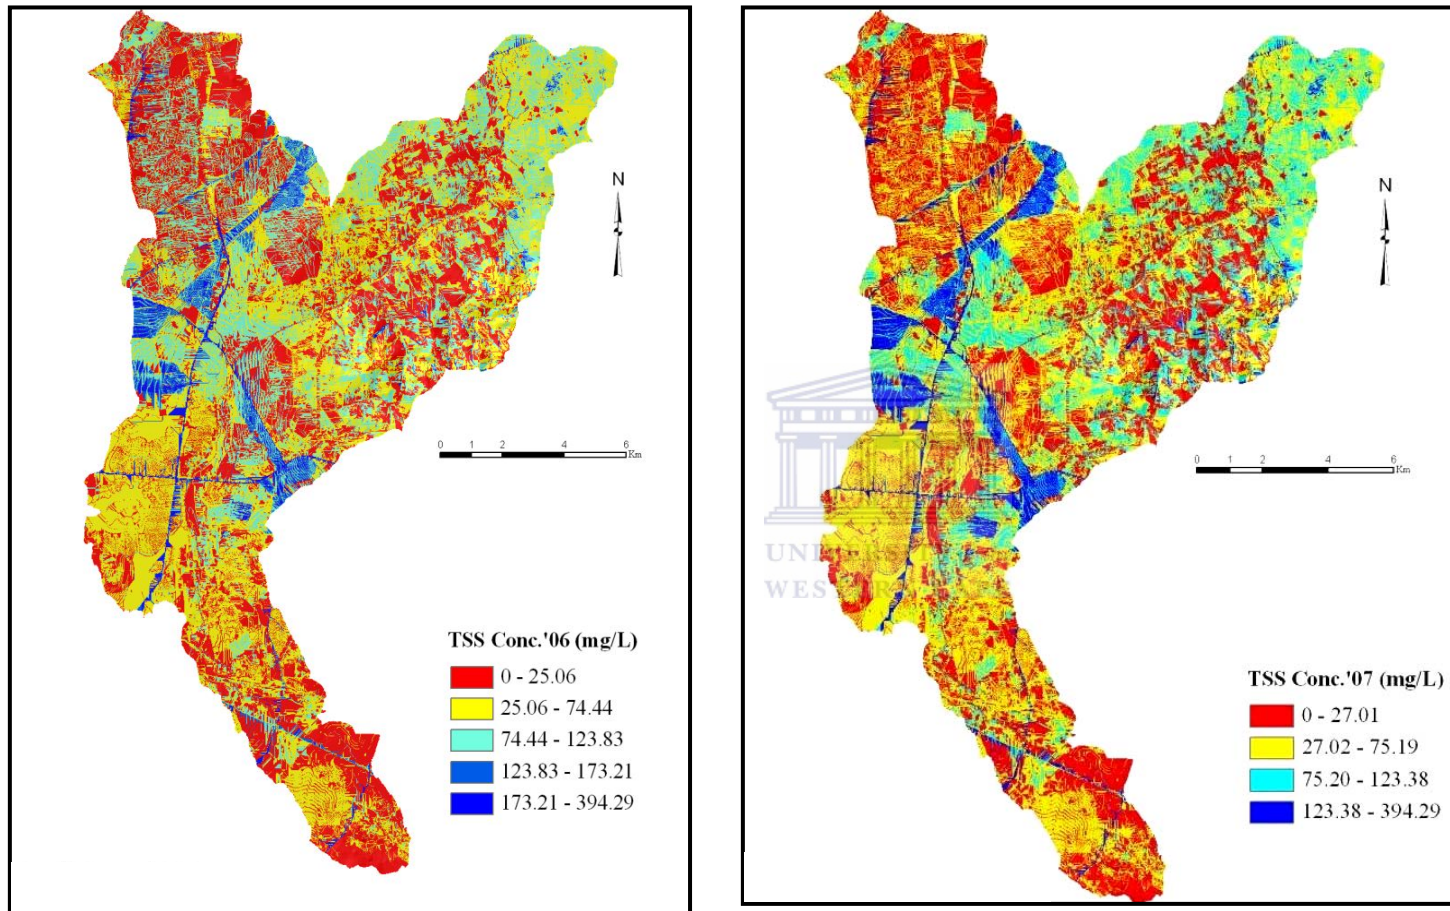 N
0 1 2 4 6
Km
TSS Conc.'06 (mg/L)
0 - 25.06
25.06 - 74.44
74.44 - 123.83
123.83 - 173.21
173.21 - 394.29
N
0 1 2 4 6
Km
TSS Conc.'07 (mg/L)
0 - 27.01
27.02 - 75.19
75.20 - 123.38
123.38 - 394.29